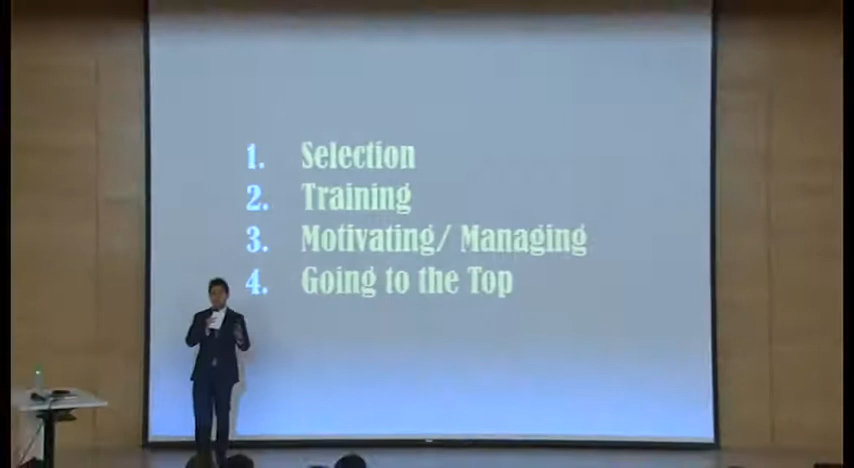 1. Selection
2. Training
3. Motivating/ Managing
4. Going to the Top